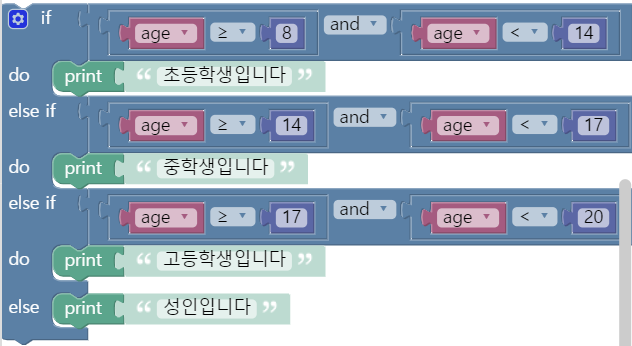 if age ≥ 8 and age < 14
do print “ 초등학생입니다 ”
else if age ≥ 14 and age < 17
do print “ 중학생입니다 ”
else if age ≥ 17 and age < 20
do print “ 고등학생입니다 ”
else print “ 성인입니다 ”